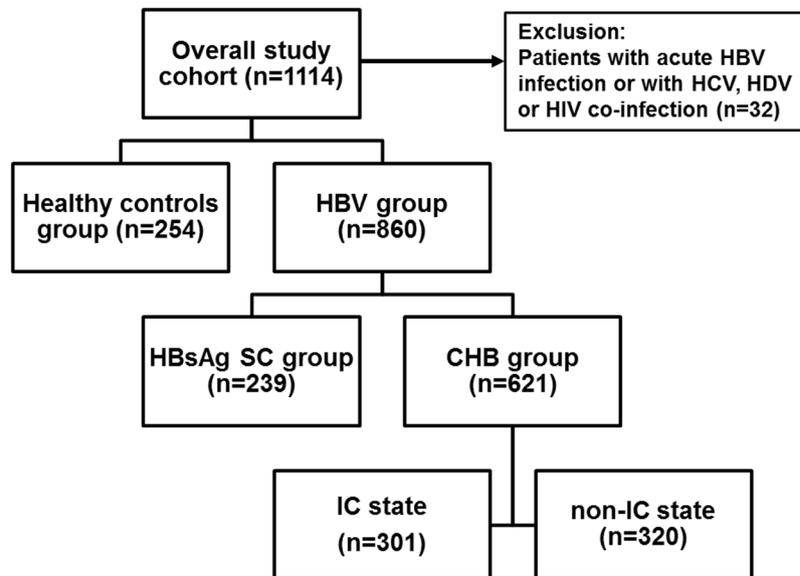 Overall study
cohort (n=1114)
Exclusion:
Patients with acute HBV
infection or with HCV, HDV
or HIV co-infection (n=32)
Healthy controls
group (n=254)
HBV group
(n=860)
HBsAg SC group
(n=239)
CHB group
(n=621)
IC state
(n=301)
non-IC state
(n=320)